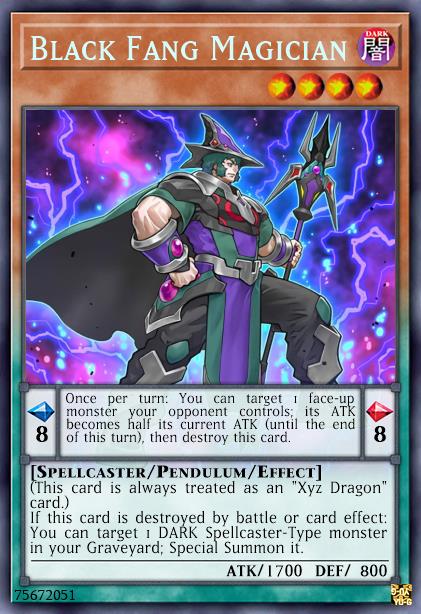 BLACK FANG MAGICIAN
DARK
闇
Once per turn: You can target 1 face-up
monster your opponent controls; its ATK
becomes half its current ATK (until the end
of this turn), then destroy this card.
8
8
[SPELLCASTER/PENDULUM/EFFECT]
(This card is always treated as an "Xyz Dragon"
card.)
If this card is destroyed by battle or card effect:
You can target 1 DARK Spellcaster-Type monster
in your Graveyard; Special Summon it.
ATK/1700 DEF/ 800
75672051